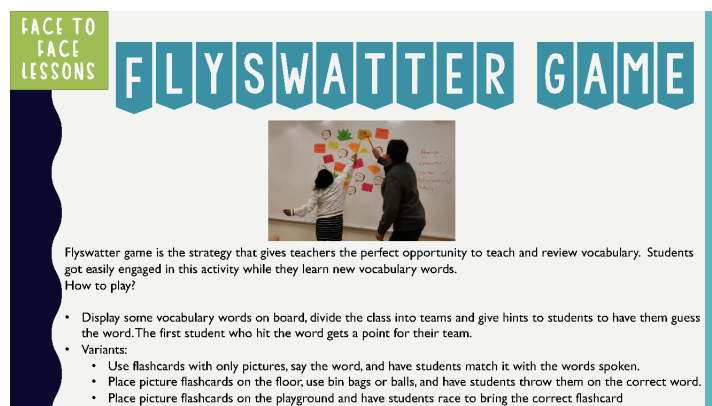 FACE TO
FACE
LESSONS
FLYSWATTER GAME
Flyswatter game is the strategy that gives teachers the perfect opportunity to teach and review vocabulary. Students
got easily engaged in this activity while they learn new vocabulary words.
How to play?
• Display some vocabulary words on board, divide the class into teams and give hints to students to have them guess
the word.The first student who hit the word gets a point for their team.
• Variants:
• Use flashcards with only pictures, say the word, and have students match it with the words spoken.
• Place picture flashcards on the floor, use bin bags or balls, and have students throw them on the correct word.
• Place picture flashcards on the playground and have students race to bring the correct flashcard